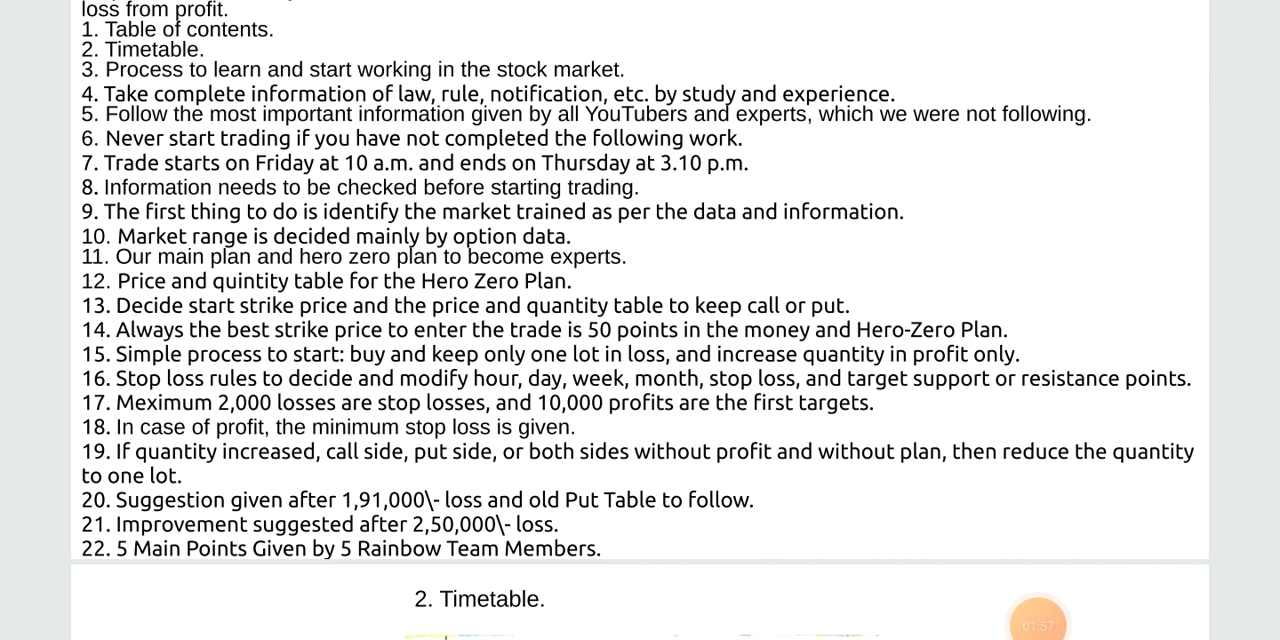 loss from profit.
1. Table of contents.
2. Timetable.
3. Process to learn and start working in the stock market.
4. Take complete information of law, rule, notification, etc. by study and experience.
5. Follow the most important information given by all YouTubers and experts, which we were not following.
6. Never start trading if you have not completed the following work.
7. Trade starts on Friday at 10 a.m. and ends on Thursday at 3.10 p.m.
8. Information needs to be checked before starting trading.
9. The first thing to do is identify the market trained as per the data and information.
10. Market range is decided mainly by option data.
11. Our main plan and hero zero plan to become experts.
12. Price and quintity table for the Hero Zero Plan.
13. Decide start strike price and the price and quantity table to keep call or put.
14. Always the best strike price to enter the trade is 50 points in the money and Hero-Zero Plan.
15. Simple process to start: buy and keep only one lot in loss, and increase quantity in profit only.
16. Stop loss rules to decide and modify hour, day, week, month, stop loss, and target support or resistance points.
17. Meximum 2,000 losses are stop losses, and 10,000 profits are the first targets.
18. In case of profit, the minimum stop loss is given.
19. If quantity increased, call side, put side, or both sides without profit and without plan, then reduce the quantity
to one lot.
20. Suggestion given after 1,91,000\- loss and old Put Table to follow.
21. Improvement suggested after 2,50,000\- loss.
22. 5 Main Points Given by 5 Rainbow Team Members.
2. Timetable.
01:57